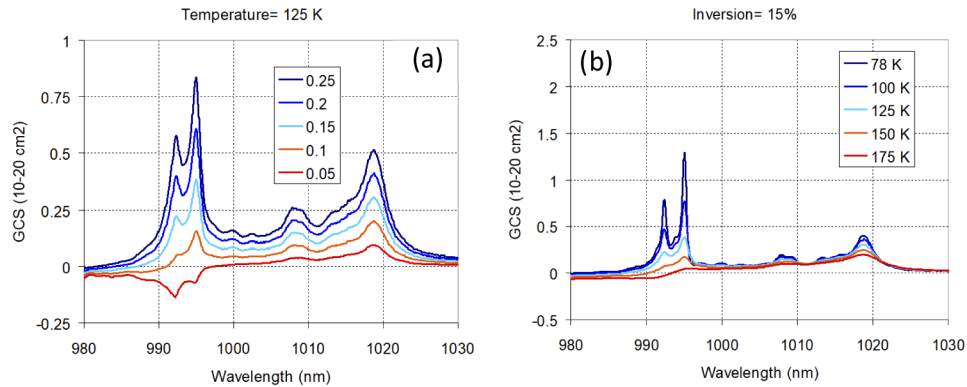 Temperature= 125 K
(a)
GCS (10-20 cm2)
1
0.75
0.5
0.25
0
-0.25
0.25
0.2
0.15
0.1
0.05
980 990 1000 1010 1020 1030
Wavelength (nm)
Inversion= 15%
(b)
GCS (10-20 cm2)
2.5
2
1.5
1
0.5
0
-0.5
78 K
100 K
125 K
150 K
175 K
980 990 1000 1010 1020 1030
Wavelength (nm)